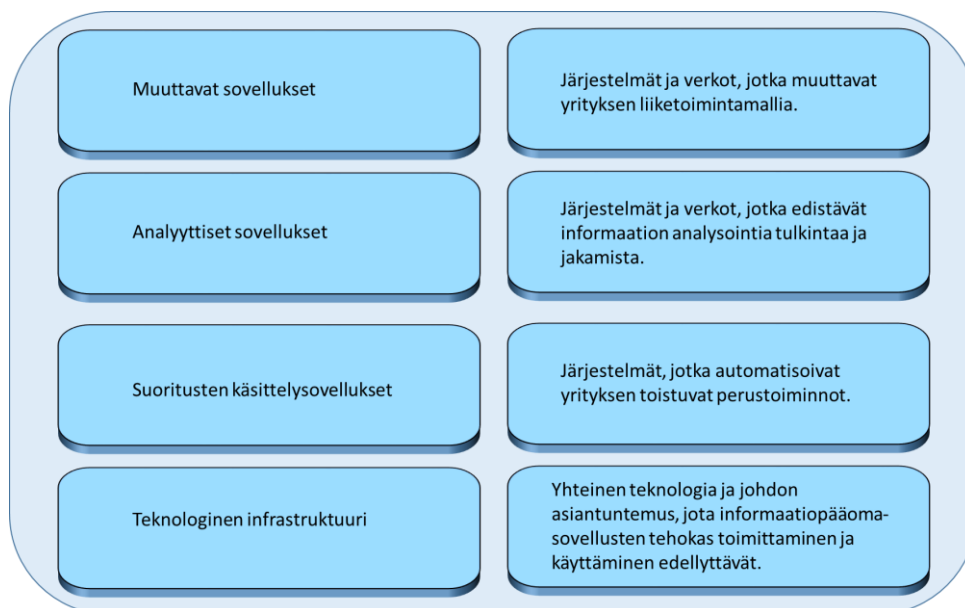 Muuttavat sovellukset
Järjestelmät ja verkot, jotka muuttavat
yrityksen liiketoimintamallia.
Analyyttiset sovellukset
Järjestelmät ja verkot, jotka edistävät
informaation analysointia tulkintaa ja
jakamista.
Suoritusten käsittelysovellukset
Järjestelmät, jotka automatisoivat
yrityksen toistuvat perustoiminnot.
Teknologinen infrastruktuuri
Yhteinen teknologia ja johdon
asiantuntemus, jota informaatiopääoma-
sovellusten tehokas toimittaminen ja
käyttäminen edellyttävät.